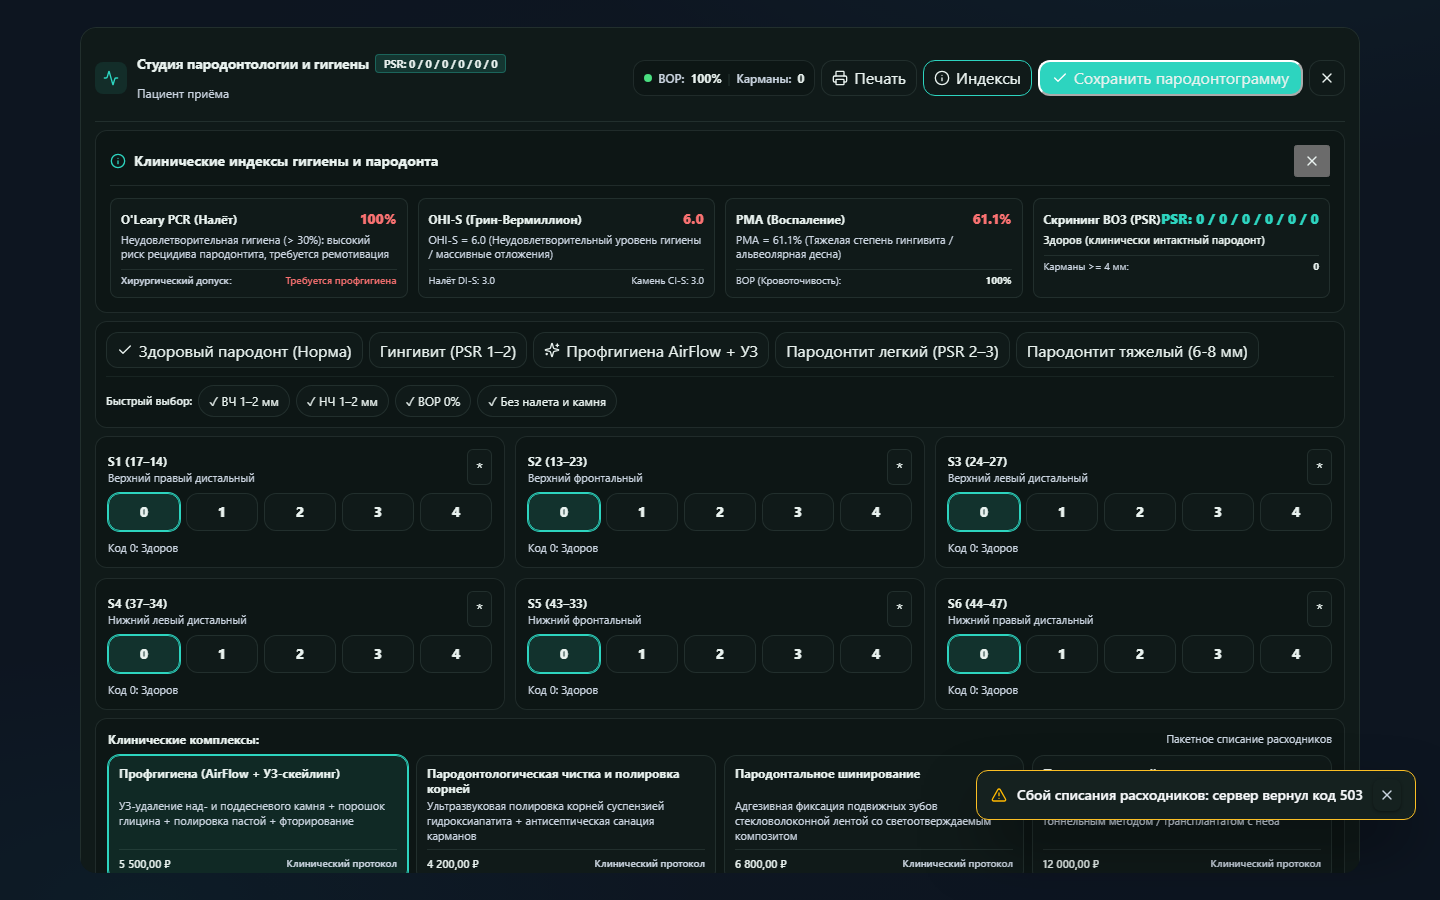 Студия пародонтологии и гигиены PSR: 0 / 0 / 0 / 0 / 0 / 0
Пациент приёма
BOP: 100% Карманы: 0
Печать
Индексы
Сохранить пародонтограмму
Клинические индексы гигиены и пародонта
O'Leary PCR (Налёт) 100%
Неудовлетворительная гигиена (> 30%): высокий
риск рецидива пародонтита, требуется ремотивация
Хирургический допуск: Требуется профгигиена
OHI-S (Грин-Вермиллион) 6.0
OHI-S = 6.0 (Неудовлетворительный уровень гигиены
/ массивные отложения)
Налёт DI-S: 3.0 Камень CI-S: 3.0
PMA (Воспаление) 61.1%
PMA = 61.1% (Тяжелая степень гингивита /
альвеолярная десна)
BOP (Кровоточивость): 100%
Скрининг ВОЗ (PSR) PSR: 0 / 0 / 0 / 0 / 0 / 0
Здоров (клинически интактный пародонт)
Карманы >= 4 мм: 0
✓ Здоровый пародонт (Норма)
Гингивит (PSR 1–2)
Профгигиена AirFlow + УЗ
Пародонтит легкий (PSR 2–3)
Пародонтит тяжелый (6-8 мм)
Быстрый выбор: ✓ ВЧ 1–2 мм ✓ НЧ 1–2 мм ✓ BOP 0% ✓ Без налета и камня
S1 (17–14) *
Верхний правый дистальный
0 1 2 3 4
Код 0: Здоров
S2 (13–23) *
Верхний фронтальный
0 1 2 3 4
Код 0: Здоров
S3 (24–27) *
Верхний левый дистальный
0 1 2 3 4
Код 0: Здоров
S4 (37–34) *
Нижний левый дистальный
0 1 2 3 4
Код 0: Здоров
S5 (43–33) *
Нижний фронтальный
0 1 2 3 4
Код 0: Здоров
S6 (44–47) *
Нижний правый дистальный
0 1 2 3 4
Код 0: Здоров
Клинические комплексы: Пакетное списание расходников
Профгигиена (AirFlow + УЗ-скейлинг)
УЗ-удаление над- и поддесневого камня + порошок
глицина + полировка пастой + фторирование
5 500,00 ₽ Клинический протокол
Пародонтологическая чистка и полировка
корней
Ультразвуковая полировка корней суспензией
гидроксиапатита + антисептическая санация
карманов
4 200,00 ₽ Клинический протокол
Пародонтальное шинирование
Адгезивная фиксация подвижных зубов
стекловолоконной лентой со светоотверждаемым
композитом
6 800,00 ₽ Клинический протокол
тоннельным методом / трансплантатом с неба
12 000,00 ₽ Клинический протокол
Сбой списания расходников: сервер вернул код 503